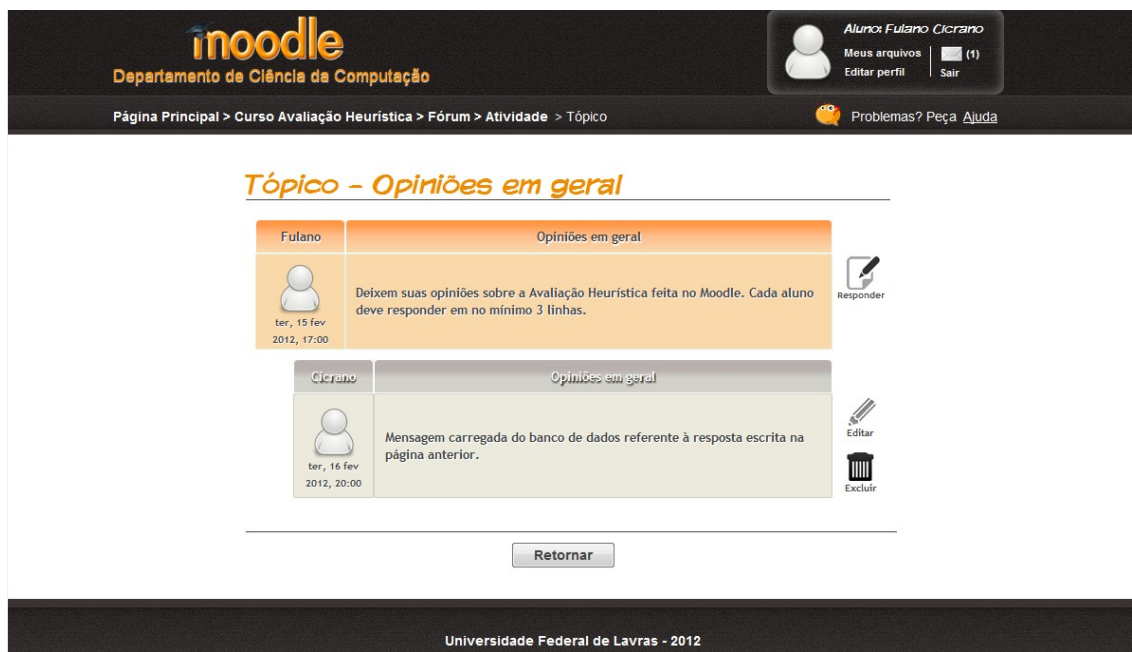 moodle
Departamento de Ciência da Computação
Aluno: Fulano Cicrano
Meus arquivos
(1)
Editar perfil
Sair
Página Principal > Curso Avaliação Heurística > Fórum > Atividade > Tópico
Problemas? Peça Ajuda
Tópico - Opiniões em geral
Fulano
Opiniões em geral
ter, 15 fev
2012, 17:00
Deixem suas opiniões sobre a Avaliação Heurística feita no Moodle. Cada aluno
deve responder em no mínimo 3 linhas.
Responder
Cicrano
Opiniões em geral
ter, 16 fev
2012, 20:00
Mensagem carregada do banco de dados referente à resposta escrita na
página anterior.
Editar
Excluir
Retornar
Universidade Federal de Lavras - 2012